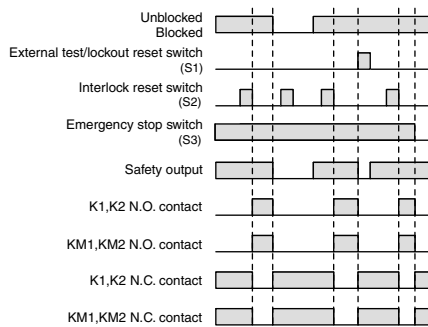 Unblocked
Blocked
External test/lockout reset switch
(S1)
Interlock reset switch
(S2)
Emergency stop switch
(S3)
Safety output
K1,K2 N.O. contact
KM1,KM2 N.O. contact
K1,K2 N.C. contact
KM1,KM2 N.C. contact